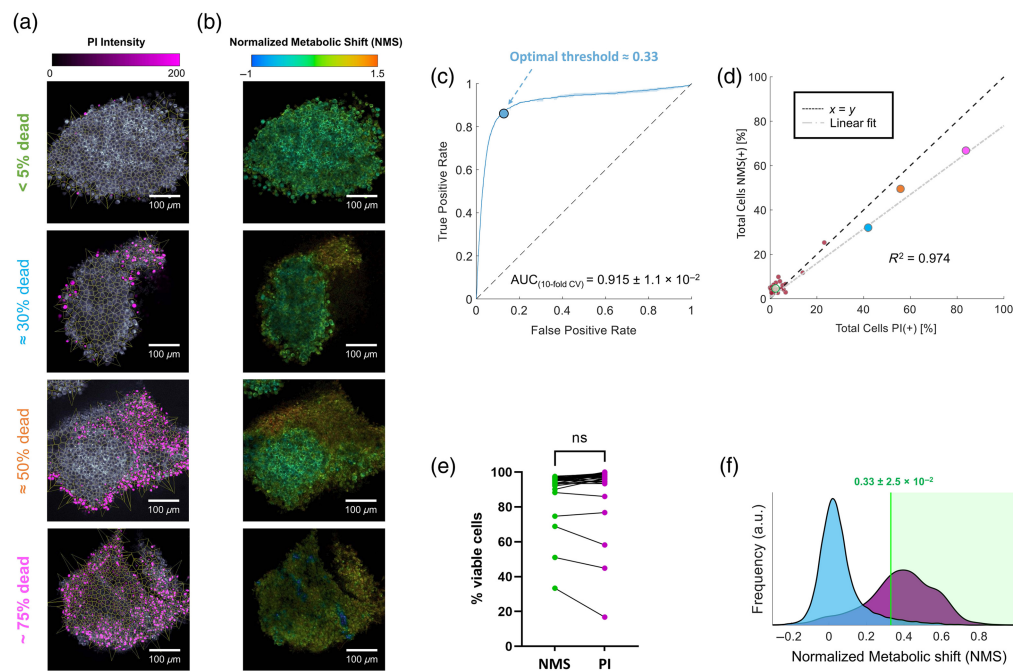 (a)
PI Intensity
0
200
< 5% dead
100 µm
≈ 30% dead
100 µm
≈ 50% dead
100 µm
~ 75% dead
100 µm
(b)
Normalized Metabolic Shift (NMS)
−1
1.5
100 µm
100 µm
100 µm
100 µm
(c)
Optimal threshold ≈ 0.33
True Positive Rate
1
0.8
0.6
0.4
0.2
0
AUC(10-fold CV) = 0.915 ± 1.1 × 10−2
0 0.2 0.4 0.6 0.8 1
False Positive Rate
(d)
Total Cells NMS(+) [%]
100
80
60
40
20
0
x = y
Linear fit
R2 = 0.974
0 20 40 60 80 100
Total Cells PI(+) [%]
(e)
ns
% viable cells
100
80
60
40
20
0
NMS PI
(f)
0.33 ± 2.5 × 10−2
Frequency (a.u.)
−0.2 0 0.2 0.4 0.6 0.8
Normalized Metabolic shift (NMS)